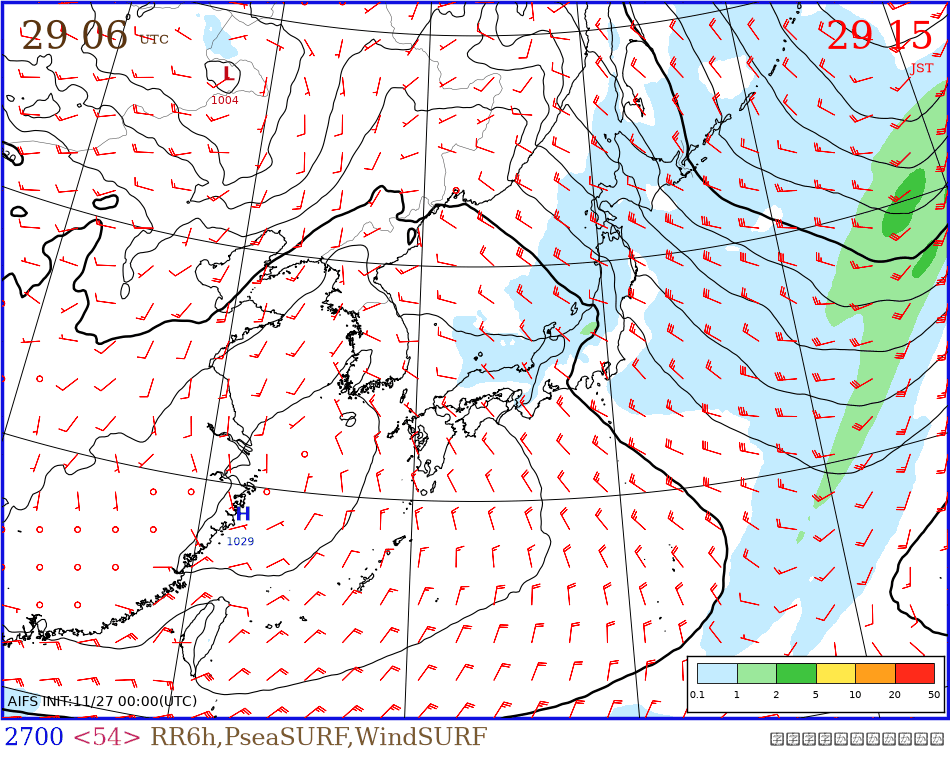 29 06 UTC
29 15
JST
L
1004
H
1029
0.1 1 2 5 10 20 50
AIFS INIT:11/27 00:00(UTC)
2700 <54> RR6h,PseaSURF,WindSURF